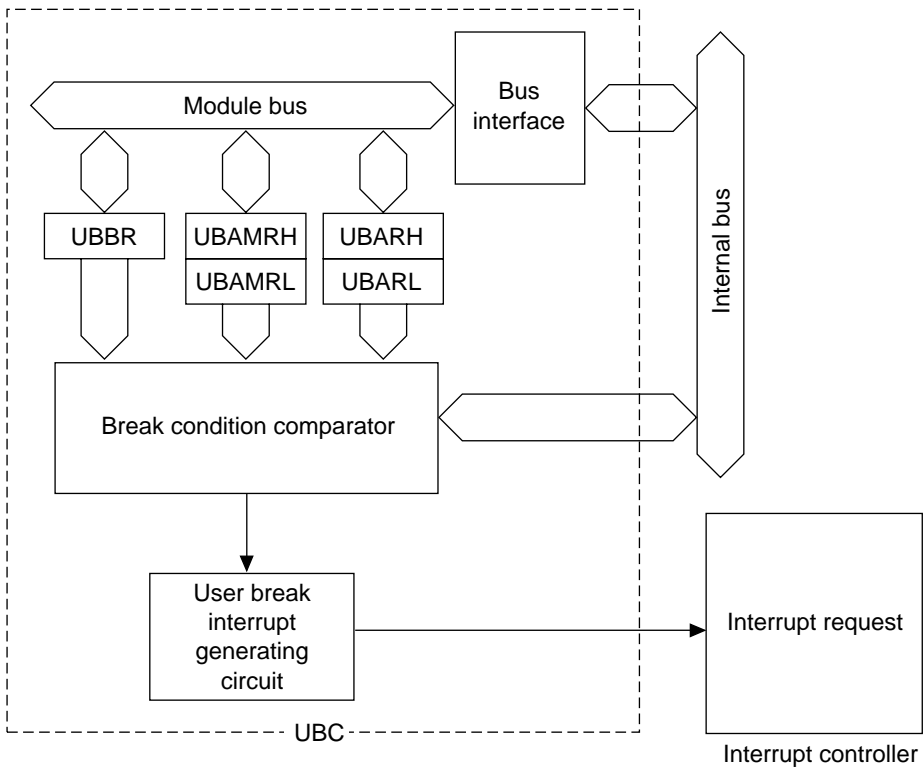 Module bus
Bus
interface
Internal bus
UBBR
UBAMRH
UBARH
UBAMRL
UBARL
Break condition comparator
User break
interrupt
generating
circuit
Interrupt request
UBC
Interrupt controller